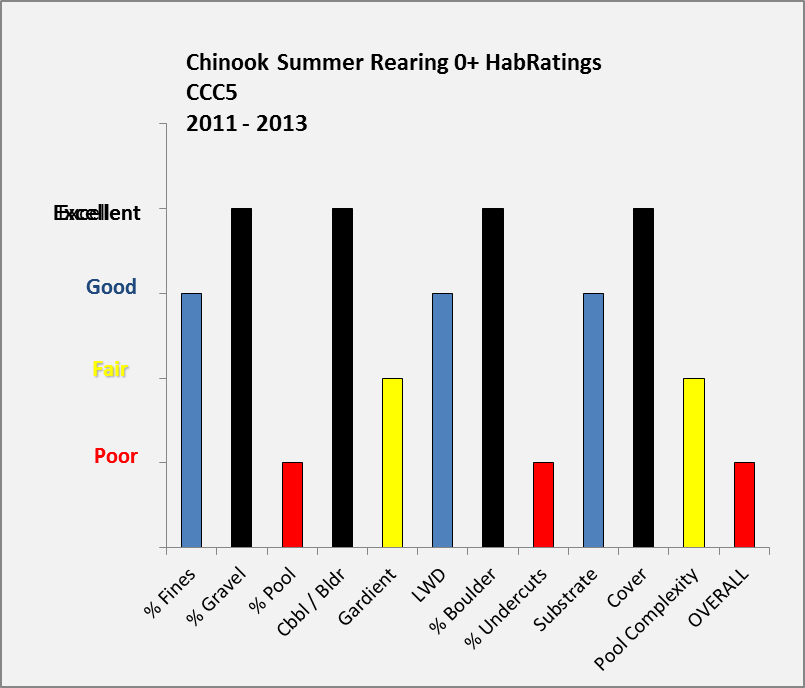 Chinook Summer Rearing 0+ HabRatings
CCC5
2011 - 2013
Excellent
Good
Fair
Poor
% Fines
% Gravel
% Pool
Cbbl / Bldr
Gardient
LWD
% Boulder
% Undercuts
Substrate
Cover
Pool Complexity
OVERALL